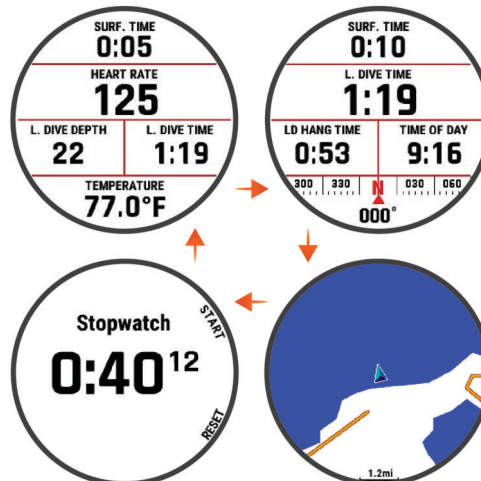 SURF. TIME
0:05
HEART RATE
125
L. DIVE DEPTH
22
L. DIVE TIME
1:19
TEMPERATURE
77.0°F
SURF. TIME
0:10
L. DIVE TIME
1:19
LD HANG TIME
0:53
TIME OF DAY
9:16
300 330 N 030 060
000°
Stopwatch
0:40 12
START
RESET
1.2mi